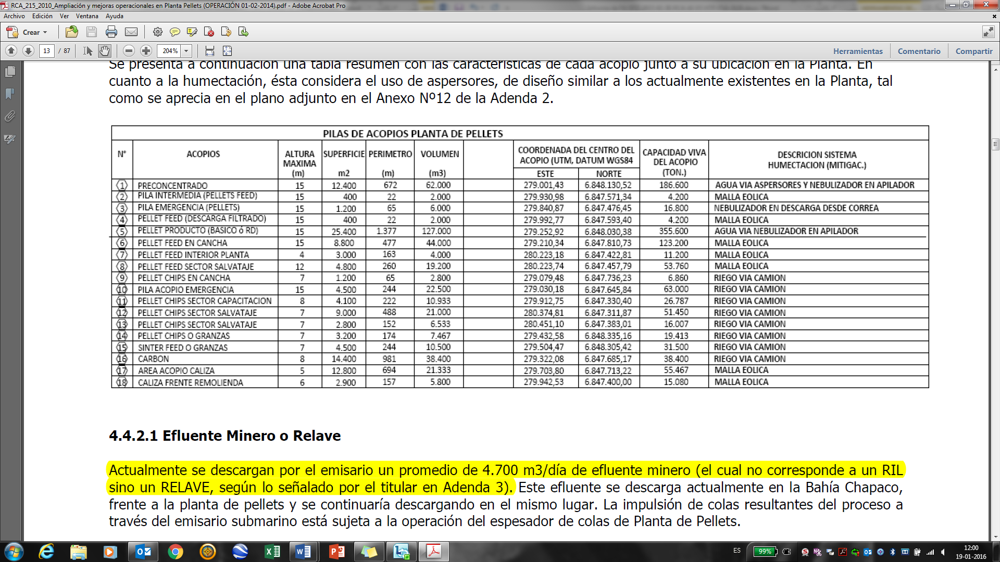 RCA_215_2010_Ampliación y mejoras operacionales en Planta Pellets (OPERACIÓN 01-02-2014).pdf - Adobe Acrobat Pro
Archivo Edición Ver Ventana Ayuda
Crear
13 / 87 204% Herramientas Comentario Compartir
Se presenta a continuación una tabla resumen con las características de cada acopio junto a su ubicación en la Planta. En
cuanto a la humectación, ésta considera el uso de aspersores, de diseño similar a los actualmente existentes en la Planta, tal
como se aprecia en el plano adjunto en el Anexo Nº12 de la Adenda 2.
PILAS DE ACOPIOS PLANTA DE PELLETS
N° ACOPIOS ALTURA MAXIMA (m) SUPERFICIE m2 PERIMETRO (m) VOLUMEN (m3) COORDENADA DEL CENTRO DEL ACOPIO (UTM, DATUM WGS84 ESTE NORTE CAPACIDAD VIVA DEL ACOPIO (TON.) DESCRICION SISTEMA HUMECTACION (MITIGAC.)
1 PRECONCENTRADO 15 12.400 672 62.000 279.001,43 6.848.130,52 186.600 AGUA VIA ASPERSORES Y NEBULIZADOR EN APILADOR
2 PILA INTERMEDIA (PELLETS FEED) 15 400 22 2.000 279.930,98 6.847.571,34 4.200 MALLA EOLICA
3 PILA EMERGENCIA (PELLETS) 15 1.200 65 6.000 279.840,87 6.847.476,45 16.800 NEBULIZADOR EN DESCARGA DESDE CORREA
4 PELLET FEED (DESCARGA FILTRADO) 15 400 22 2.000 279.992,77 6.847.593,40 4.200 MALLA EOLICA
5 PELLET PRODUCTO (BASICO ó RD) 15 25.400 1.377 127.000 279.252,92 6.848.030,38 355.600 AGUA VIA NEBULIZADOR EN APILADOR
6 PELLET FEED EN CANCHA 15 8.800 477 44.000 279.210,34 6.847.810,73 123.200 MALLA EOLICA
7 PELLET FEED INTERIOR PLANTA 4 3.000 163 4.000 280.223,18 6.847.422,81 11.200 MALLA EOLICA
8 PELLET FEED SECTOR SALVATAJE 12 4.800 260 19.200 280.223,74 6.847.457,79 53.760 MALLA EOLICA
9 PELLET CHIPS EN CANCHA 7 1.200 65 2.800 279.079,48 6.847.736,23 6.860 RIEGO VIA CAMION
10 PILA ACOPIO EMERGENCIA 15 4.500 244 22.500 279.030,18 6.847.645,84 63.000 RIEGO VIA CAMION
11 PELLET CHIPS SECTOR CAPACITACION 8 4.100 222 10.933 279.912,75 6.847.330,40 26.787 RIEGO VIA CAMION
12 PELLET CHIPS SECTOR SALVATAJE 7 9.000 488 21.000 280.374,81 6.847.311,87 51.450 RIEGO VIA CAMION
13 PELLET CHIPS SECTOR SALVATAJE 7 2.800 152 6.533 280.451,10 6.847.383,01 16.007 RIEGO VIA CAMION
14 PELLET CHIPS O GRANZAS 7 3.200 174 7.467 279.432,58 6.848.335,16 19.413 RIEGO VIA CAMION
15 SINTER FEED O GRANZAS 7 4.500 244 10.500 279.504,47 6.848.305,42 31.500 RIEGO VIA CAMION
16 CARBON 8 14.400 981 38.400 279.322,08 6.847.685,17 38.400 RIEGO VIA CAMION
17 AREA ACOPIO CALIZA 5 12.800 694 21.333 279.703,80 6.847.713,22 55.467 MALLA EOLICA
18 CALIZA FRENTE REMOLIENDA 6 2.900 157 5.800 279.942,53 6.847.400,00 15.080 MALLA EOLICA
4.4.2.1 Efluente Minero o Relave
Actualmente se descargan por el emisario un promedio de 4.700 m3/día de efluente minero (el cual no corresponde a un RIL
sino un RELAVE, según lo señalado por el titular en Adenda 3). Este efluente se descarga actualmente en la Bahía Chapaco,
frente a la planta de pellets y se continuaría descargando en el mismo lugar. La impulsión de colas resultantes del proceso a
través del emisario submarino está sujeta a la operación del espesador de colas de Planta de Pellets.
ES 99% 12:00
19-01-2016